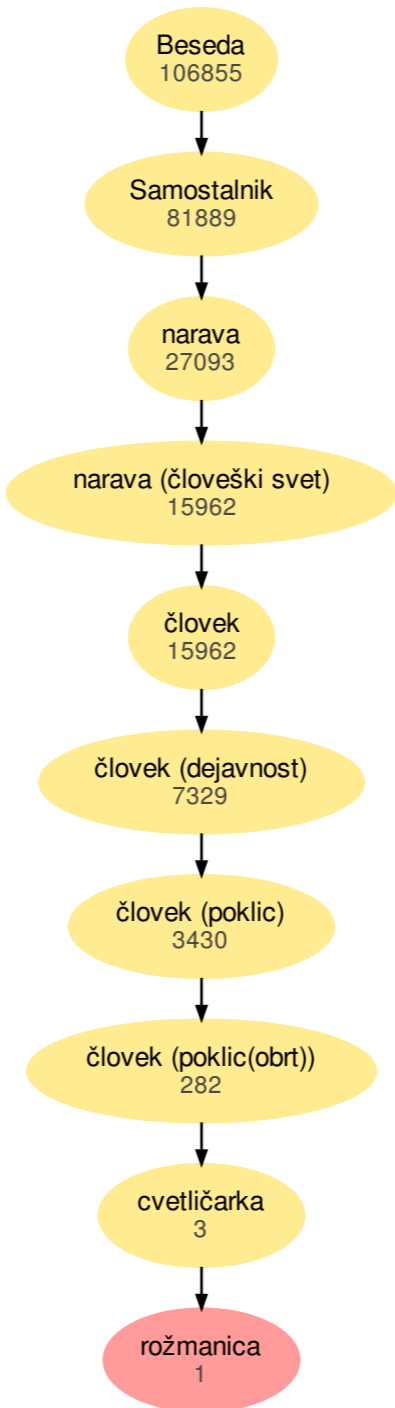 Beseda
106855
Samostalnik
81889
narava
27093
narava (človeški svet)
15962
človek
15962
človek (dejavnost)
7329
človek (poklic)
3430
človek (poklic(obrt))
282
cvetličarka
3
rožmanica
1